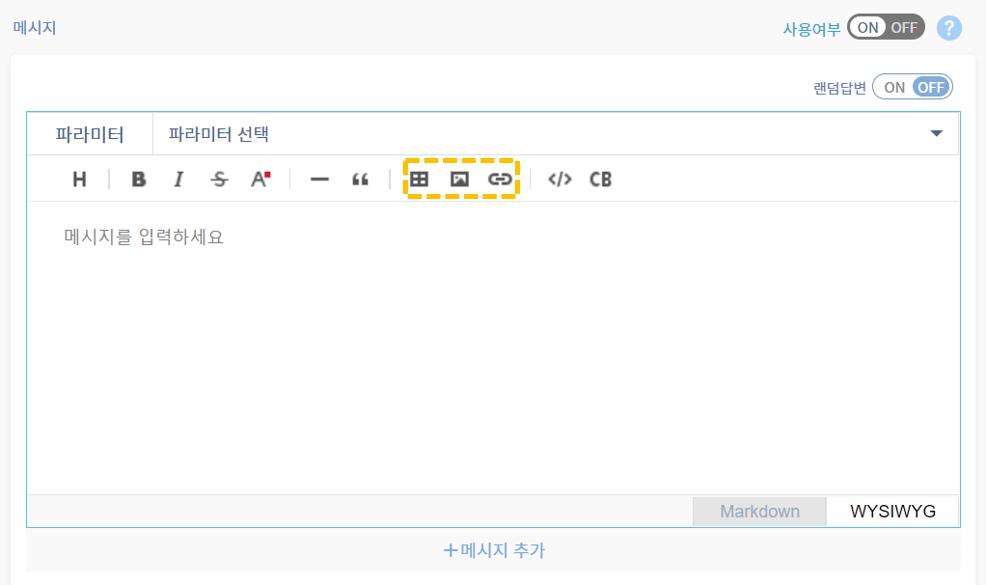 메시지
사용여부 ON OFF ?
랜덤답변 ON OFF
파라미터 파라미터 선택
H B I S A “ </> CB
메시지를 입력하세요
Markdown WYSIWYG
+메시지 추가